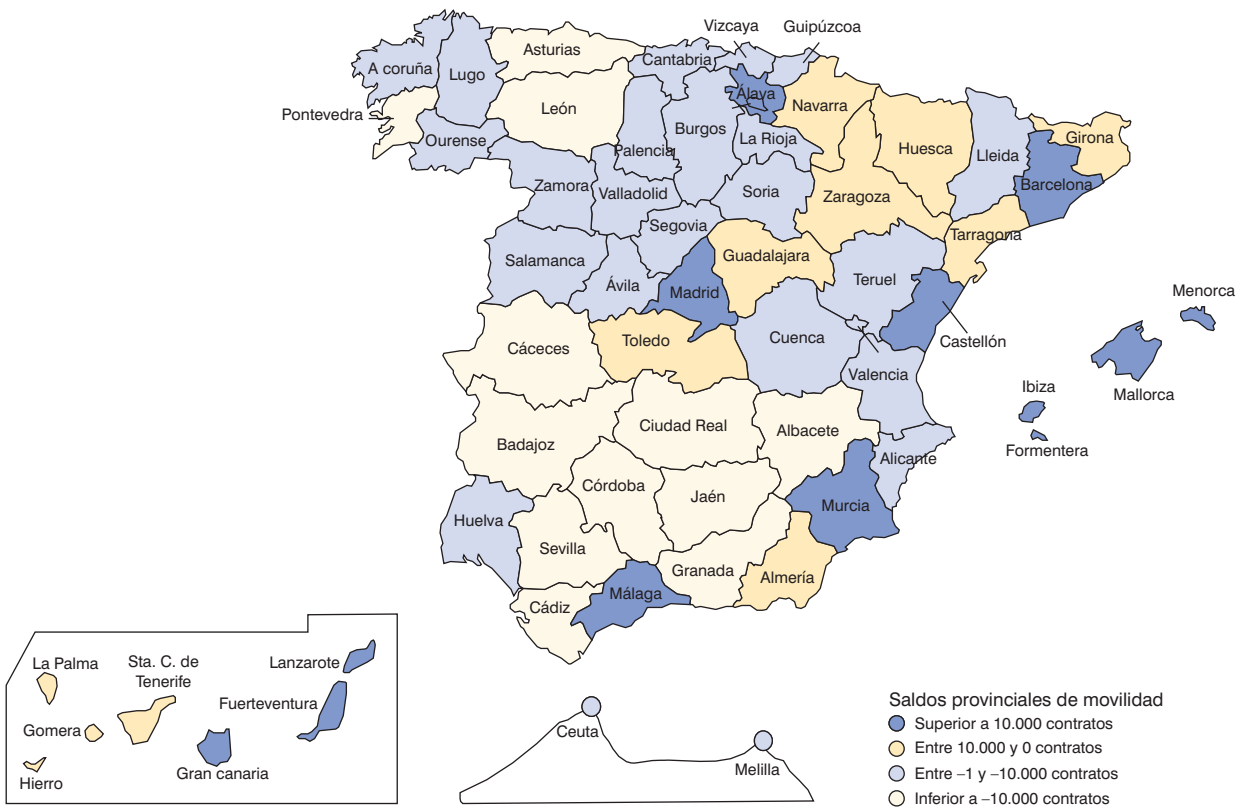 Vizcaya
Guipúzcoa
Asturias
Cantabria
A coruña
Lugo
León
Álava
Navarra
Pontevedra
Ourense
Palencia
Burgos
La Rioja
Huesca
Lleida
Girona
Barcelona
Zamora
Valladolid
Soria
Zaragoza
Segovia
Tarragona
Salamanca
Ávila
Madrid
Guadalajara
Teruel
Menorca
Cáceces
Toledo
Cuenca
Castellón
Valencia
Ibiza
Mallorca
Formentera
Badajoz
Ciudad Real
Albacete
Alicante
Córdoba
Jaén
Murcia
Huelva
Sevilla
Granada
Almería
Cádiz
Málaga
La Palma
Sta. C. de
Tenerife
Lanzarote
Fuerteventura
Gomera
Hierro
Gran canaria
Ceuta
Melilla
Saldos provinciales de movilidad
Superior a 10.000 contratos
Entre 10.000 y 0 contratos
Entre –1 y –10.000 contratos
Inferior a –10.000 contratos